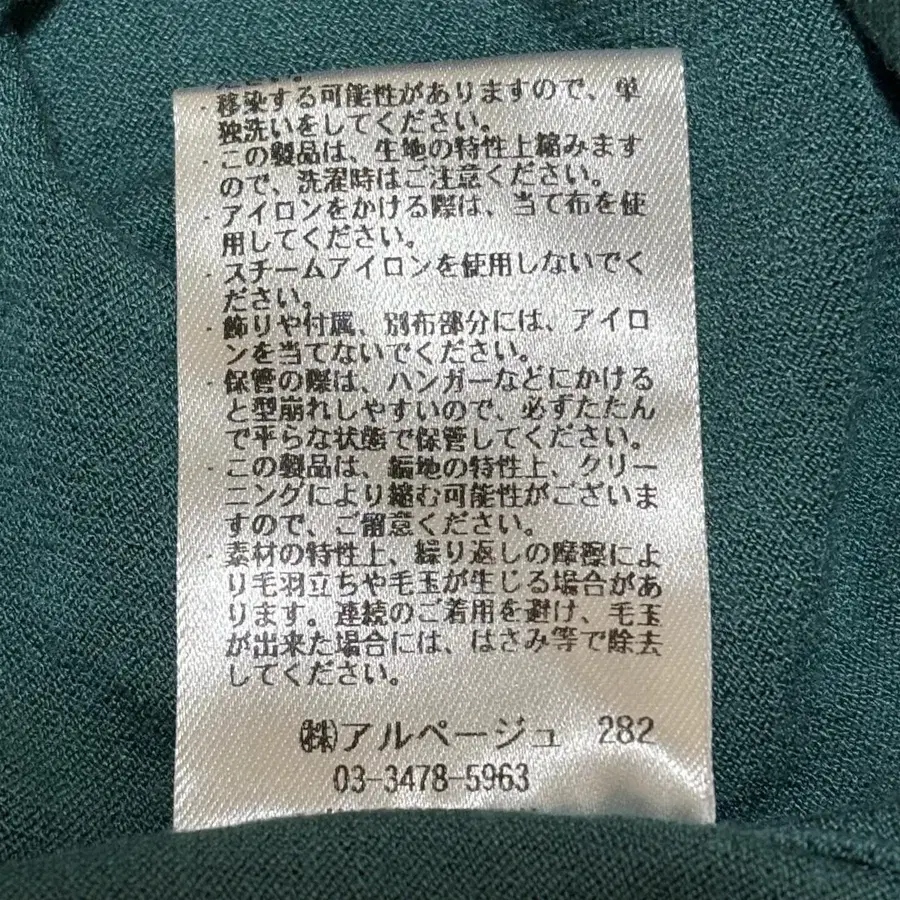 ・移染する可能性がありますので、単
独洗いをしてください。
・この製品は、生地の特性上縮みます
ので、洗濯時はご注意ください。
・アイロンをかける際は、当て布を使
用してください。
・スチームアイロンを使用しないでく
ださい。
・飾りや付属、別布部分には、アイロ
ンを当てないでください。
・保管の際は、ハンガーなどにかける
と型崩れしやすいので、必ずたたん
で平らな状態で保管してください。
・この製品は、編地の特性上、クリー
ニングにより縮む可能性がございま
すので、ご留意ください。
・素材の特性上、繰り返しの摩擦によ
り毛羽立ちや毛玉が生じる場合があ
ります。連続のご着用を避け、毛玉
が出来た場合には、はさみ等で除去
してください。
㈱アルページュ 282
03-3478-5963